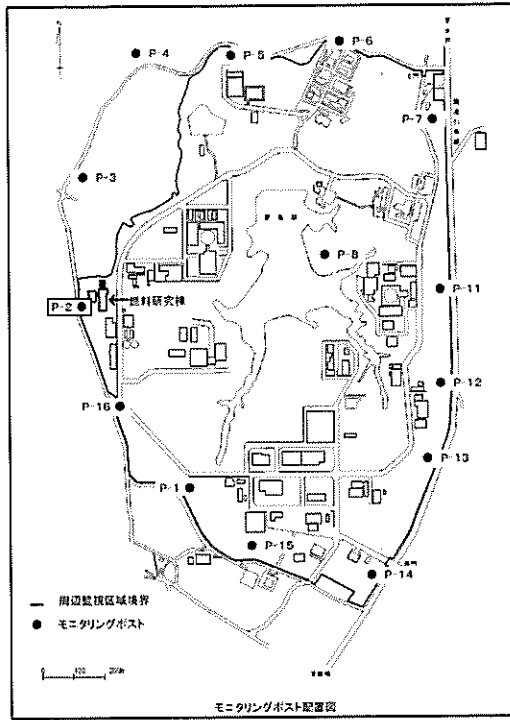 P-4
P-5
P-6
P-7
P-3
P-8
P-11
燃料研究棟
P-2
P-12
P-16
P-13
P-1
P-15
P-14
周辺監視区域境界
モニタリングポスト
0
モニタリングポスト配置図